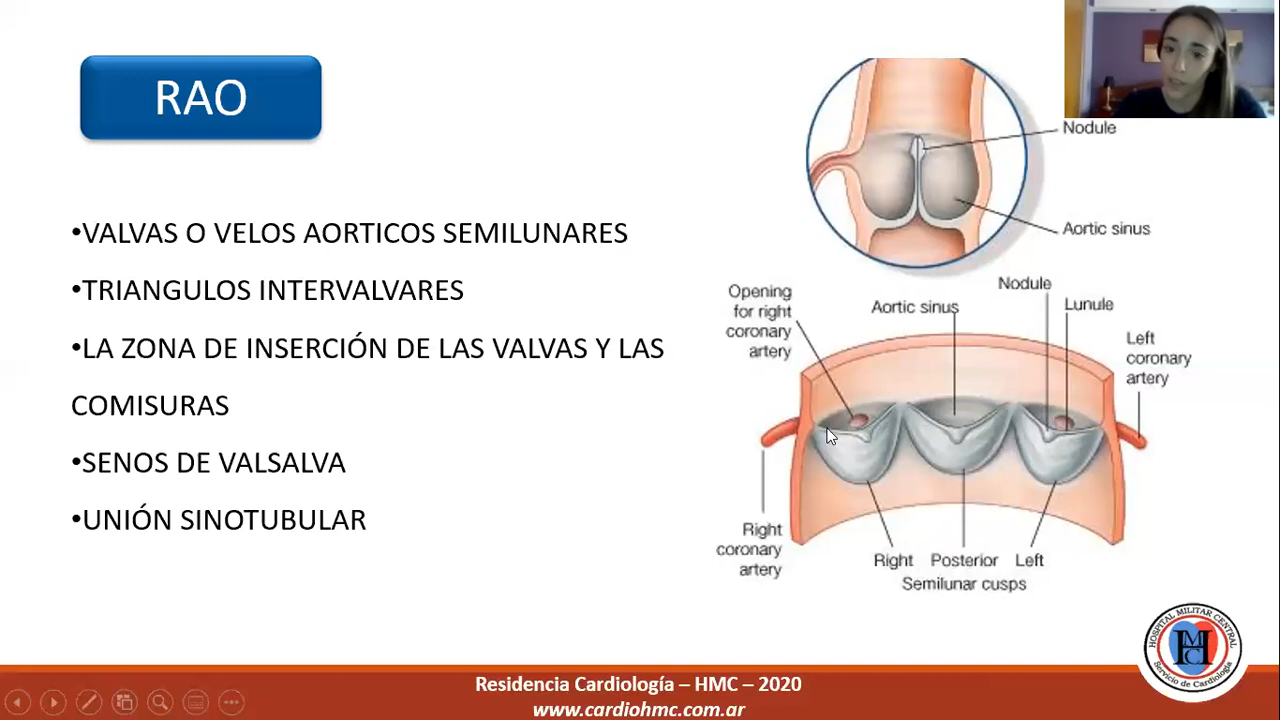 RAO
•VALVAS O VELOS AORTICOS SEMILUNARES
•TRIANGULOS INTERVALVARES
•LA ZONA DE INSERCIÓN DE LAS VALVAS Y LAS
COMISURAS
•SENOS DE VALSALVA
•UNIÓN SINOTUBULAR
Nodule
Aortic sinus
Opening
for right
coronary
artery
Aortic sinus
Nodule
Lunule
Left
coronary
artery
Right
coronary
artery
Right Posterior Left
Semilunar cusps
HOSPITAL MILITAR CENTRAL
HMC
Servicio de Cardiología
Residencia Cardiología – HMC – 2020
www.cardiohmc.com.ar